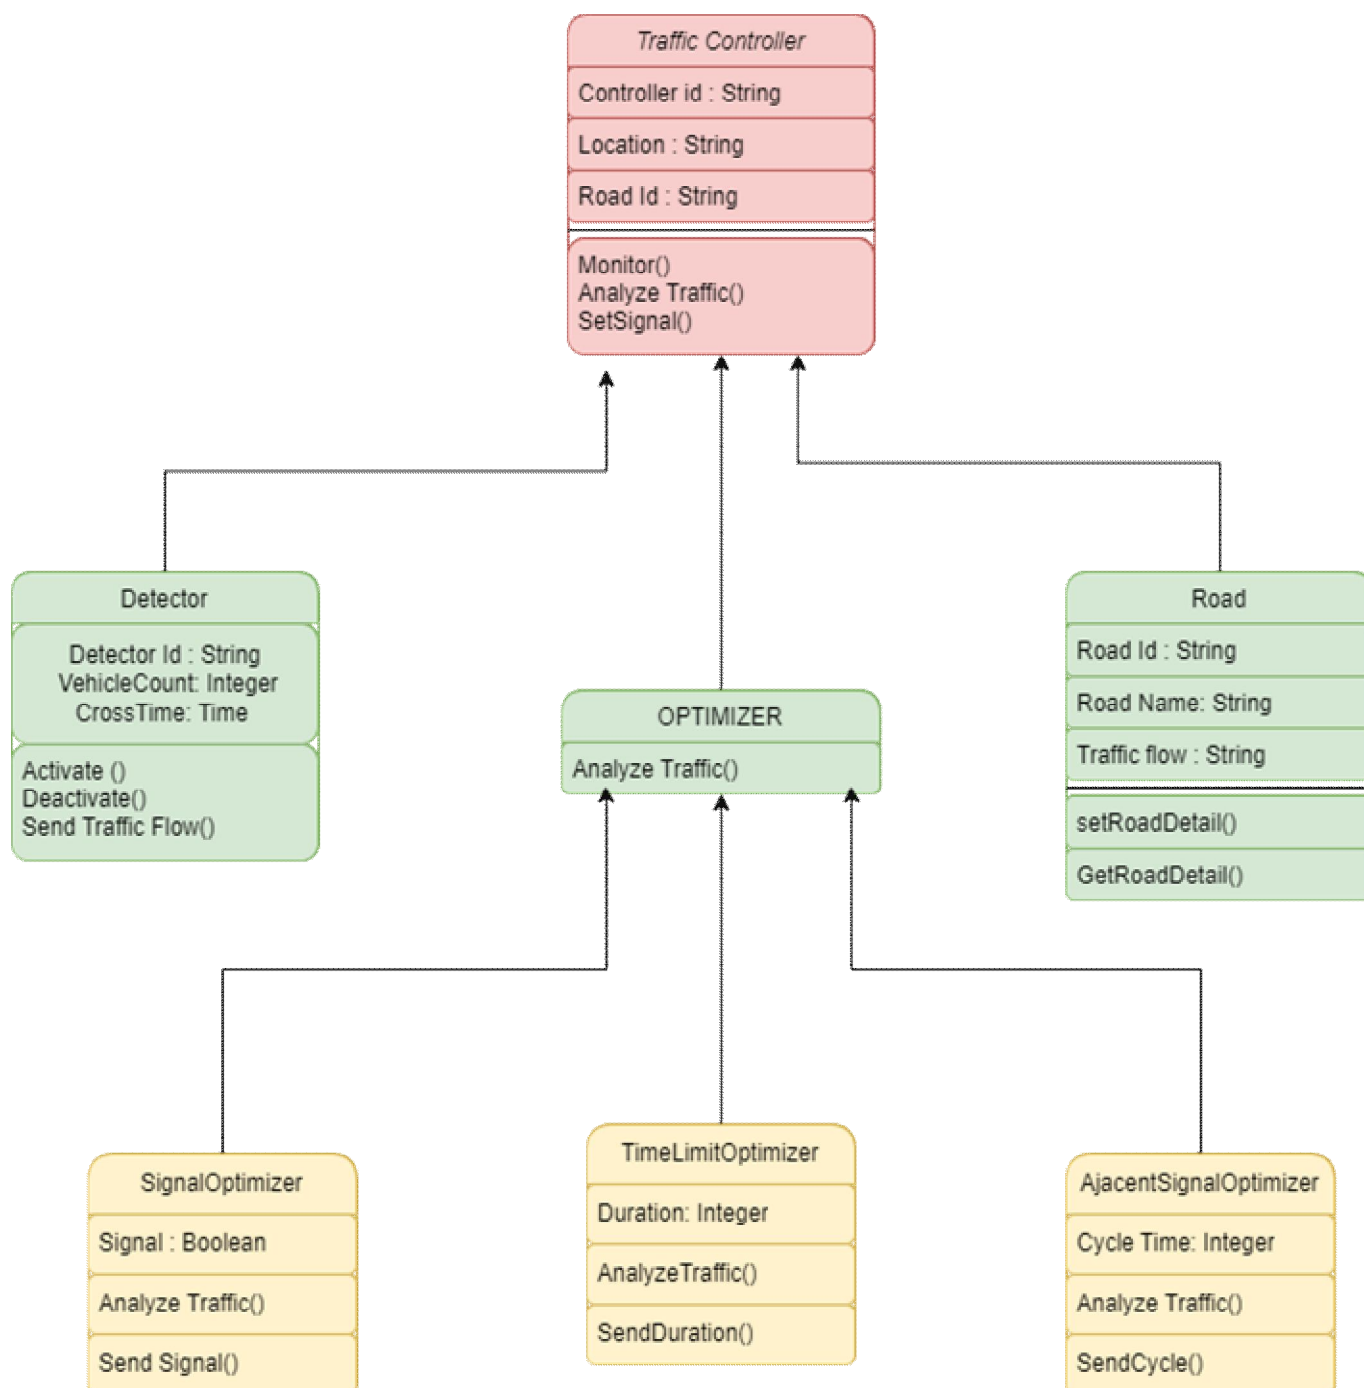 Traffic Controller
Controller id : String
Location : String
Road Id : String
Monitor()
Analyze Traffic()
SetSignal()
Detector
Detector Id : String
VehicleCount: Integer
CrossTime: Time
Activate ()
Deactivate()
Send Traffic Flow()
OPTIMIZER
Analyze Traffic()
Road
Road Id : String
Road Name: String
Traffic flow : String
setRoadDetail()
GetRoadDetail()
SignalOptimizer
Signal : Boolean
Analyze Traffic()
Send Signal()
TimeLimitOptimizer
Duration: Integer
AnalyzeTraffic()
SendDuration()
AjacentSignalOptimizer
Cycle Time: Integer
Analyze Traffic()
SendCycle()